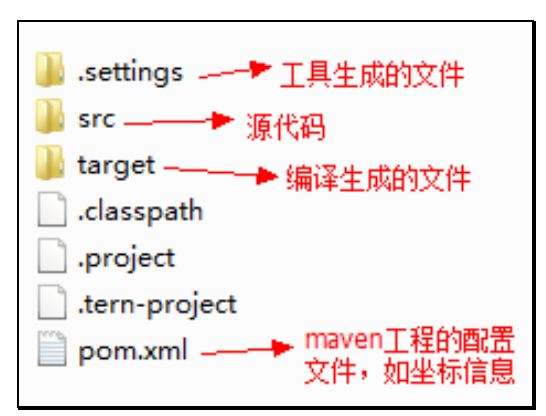 .settings 工具生成的文件
src 源代码
target 编译生成的文件
.classpath
.project
.tern-project
pom.xml maven工程的配置
文件，如坐标信息